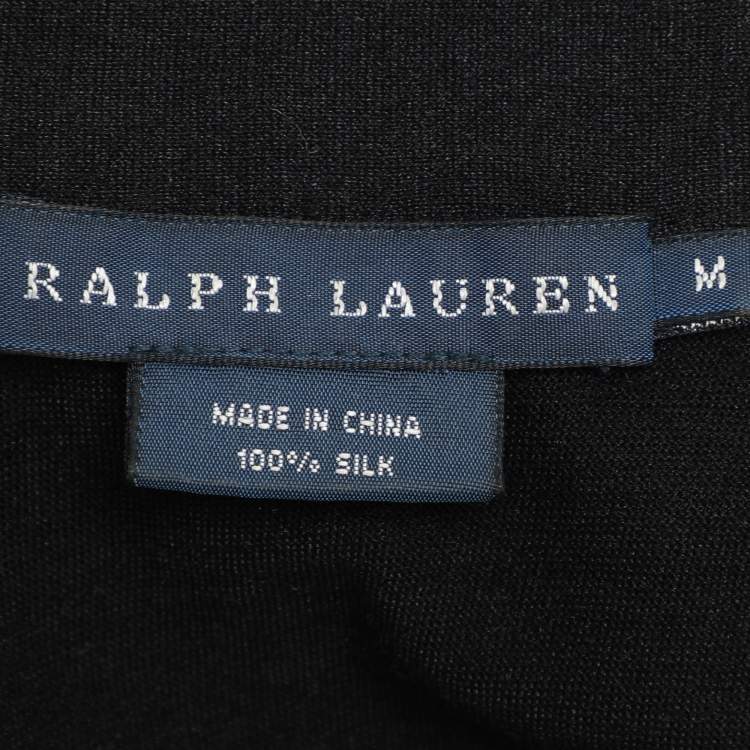 RALPH LAUREN
M
MADE IN CHINA
100% SILK